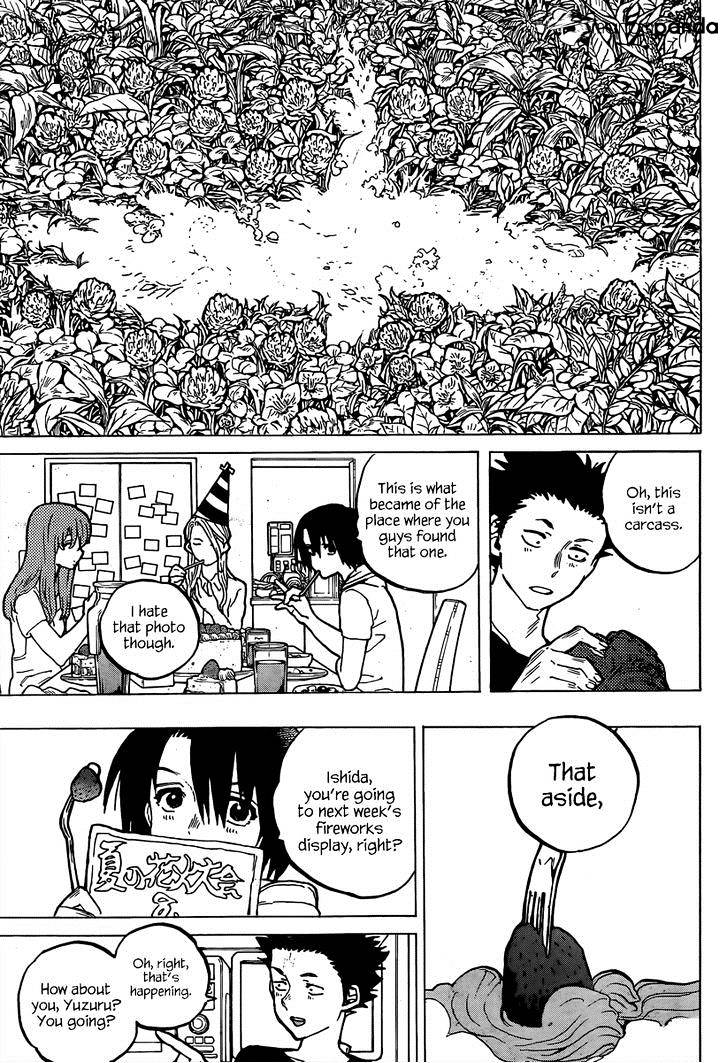 Oh, this
isn't a
carcass.
This is what
became of the
place where you
guys found
that one.
I hate
that photo
though.
That
aside,
Ishida,
you're going
to next week's
fireworks
display, right?
夏の花火大会
Oh, right,
that's
happening.
How about
you, Yuzuru?
You going?